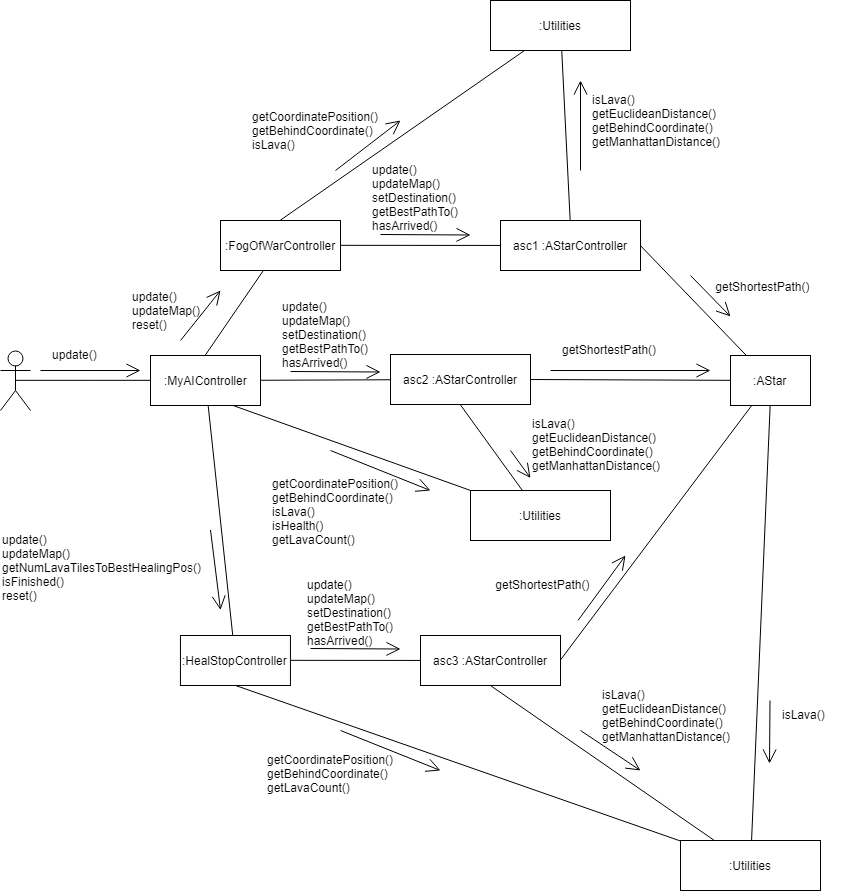 :Utilities
getCoordinatePosition()
getBehindCoordinate()
isLava()
isLava()
getEuclideanDistance()
getBehindCoordinate()
getManhattanDistance()
update()
updateMap()
setDestination()
getBestPathTo()
hasArrived()
:FogOfWarController
asc1 :AStarController
getShortestPath()
update()
updateMap()
reset()
update()
updateMap()
setDestination()
getBestPathTo()
hasArrived()
getShortestPath()
update()
:MyAIController
asc2 :AStarController
:AStar
isLava()
getEuclideanDistance()
getBehindCoordinate()
getManhattanDistance()
getCoordinatePosition()
getBehindCoordinate()
isLava()
isHealth()
getLavaCount()
:Utilities
update()
updateMap()
getNumLavaTilesToBestHealingPos()
isFinished()
reset()
update()
updateMap()
setDestination()
getBestPathTo()
hasArrived()
getShortestPath()
:HealStopController
asc3 :AStarController
isLava()
getEuclideanDistance()
getBehindCoordinate()
getManhattanDistance()
isLava()
getCoordinatePosition()
getBehindCoordinate()
getLavaCount()
:Utilities